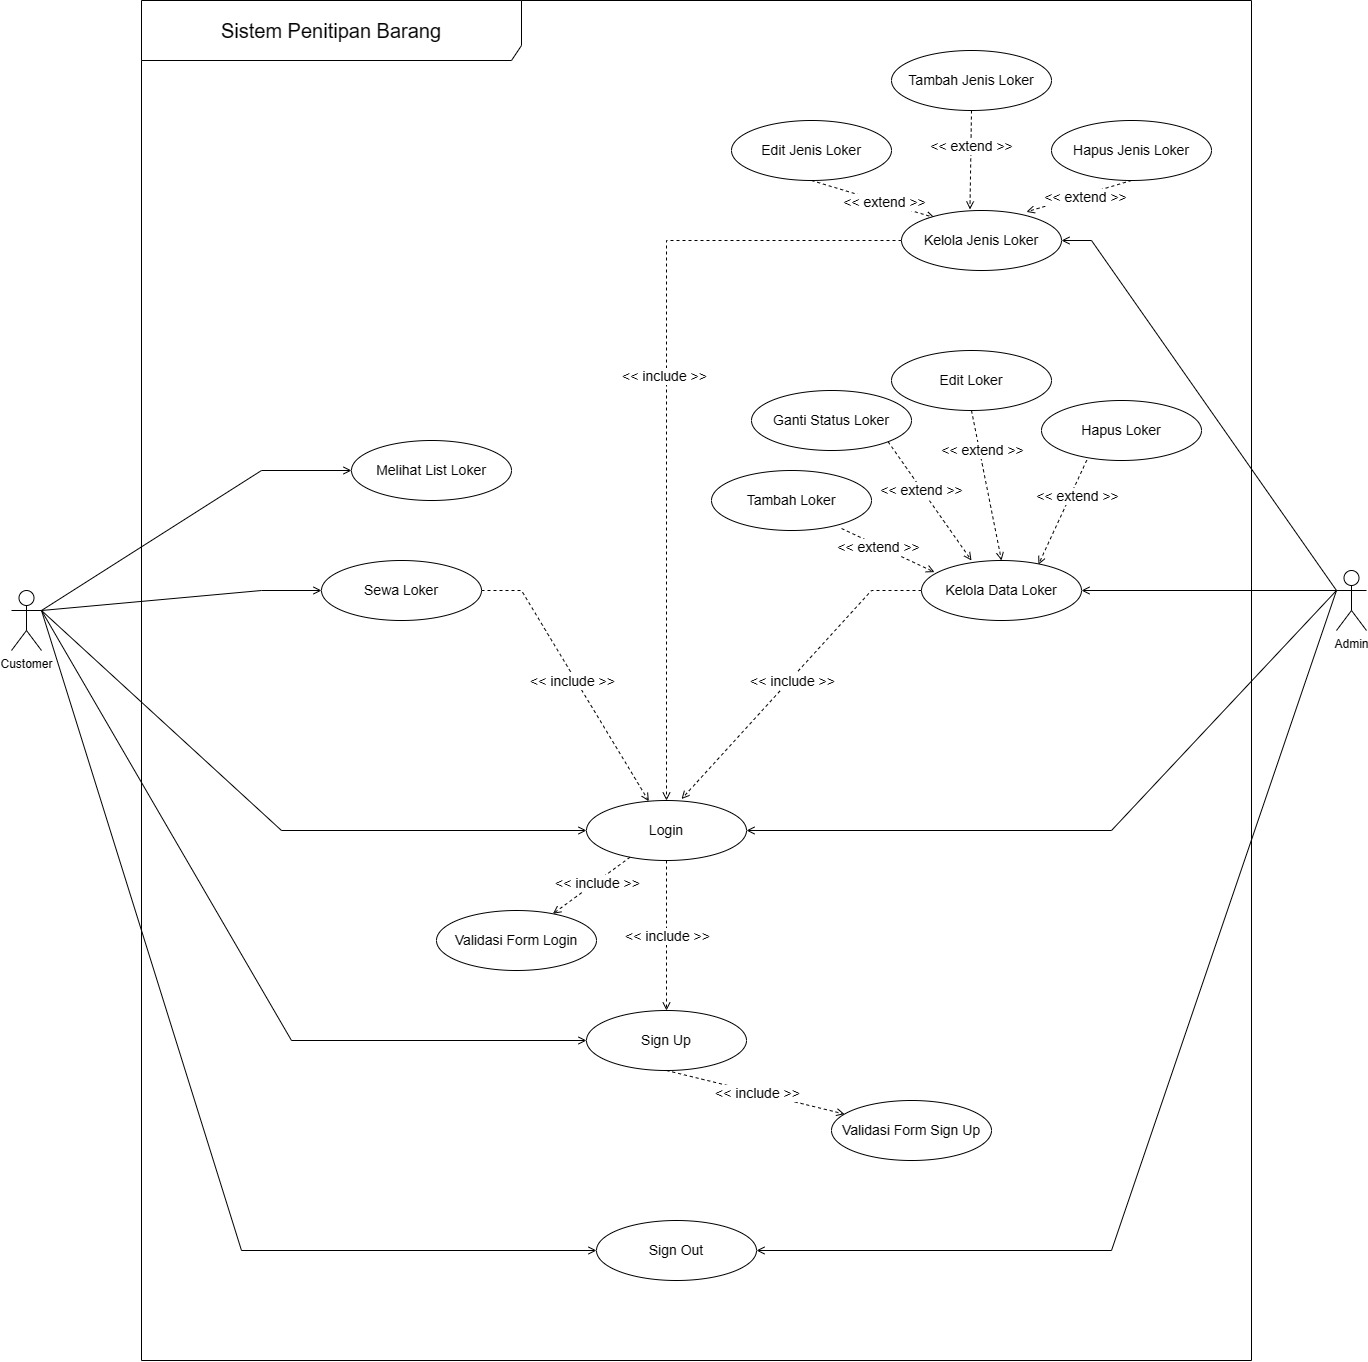 Sistem Penitipan Barang
Tambah Jenis Loker
Edit Jenis Loker
<< extend >>
Hapus Jenis Loker
<< extend >>
<< extend >>
Kelola Jenis Loker
<< include >>
Edit Loker
Ganti Status Loker
Hapus Loker
<< extend >>
Melihat List Loker
<< extend >>
<< extend >>
Tambah Loker
<< extend >>
Sewa Loker
Kelola Data Loker
Customer
Admin
<< include >>
<< include >>
Login
<< include >>
<< include >>
Validasi Form Login
Sign Up
<< include >>
Validasi Form Sign Up
Sign Out